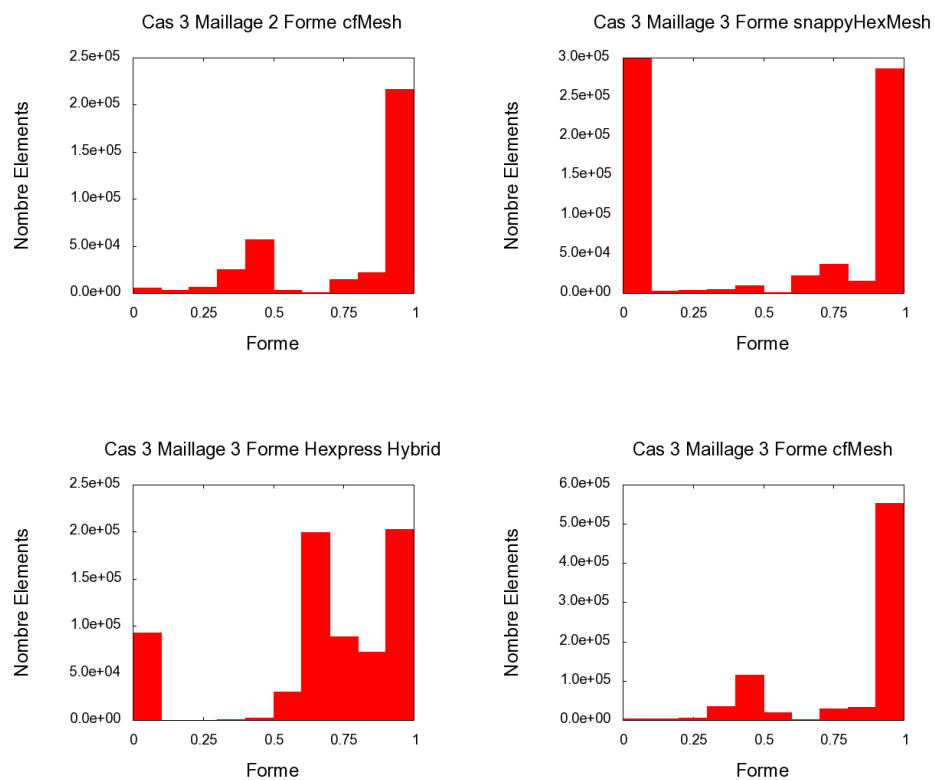 Cas 3 Maillage 2 Forme cfMesh
Nombre Elements
2.5e+05
2.0e+05
1.5e+05
1.0e+05
5.0e+04
0.0e+00
0 0.25 0.5 0.75 1
Forme
Cas 3 Maillage 3 Forme snappyHexMesh
Nombre Elements
3.0e+05
2.5e+05
2.0e+05
1.5e+05
1.0e+05
5.0e+04
0.0e+00
0 0.25 0.5 0.75 1
Forme
Cas 3 Maillage 3 Forme Hexpress Hybrid
Nombre Elements
2.5e+05
2.0e+05
1.5e+05
1.0e+05
5.0e+04
0.0e+00
0 0.25 0.5 0.75 1
Forme
Cas 3 Maillage 3 Forme cfMesh
Nombre Elements
6.0e+05
5.0e+05
4.0e+05
3.0e+05
2.0e+05
1.0e+05
0.0e+00
0 0.25 0.5 0.75 1
Forme